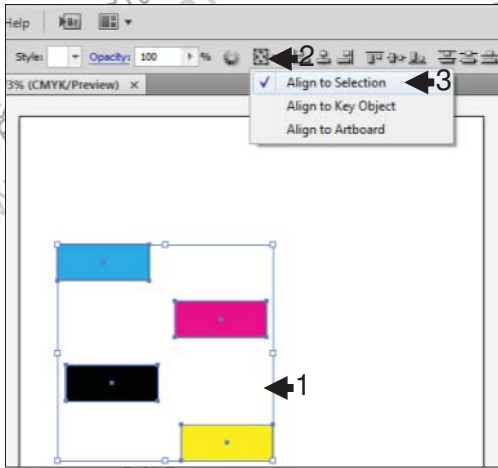 Help Br
Style: Opacity: 100 % 2
3% (CMYK/Preview) ×
✓ Align to Selection 3
Align to Key Object
Align to Artboard
1